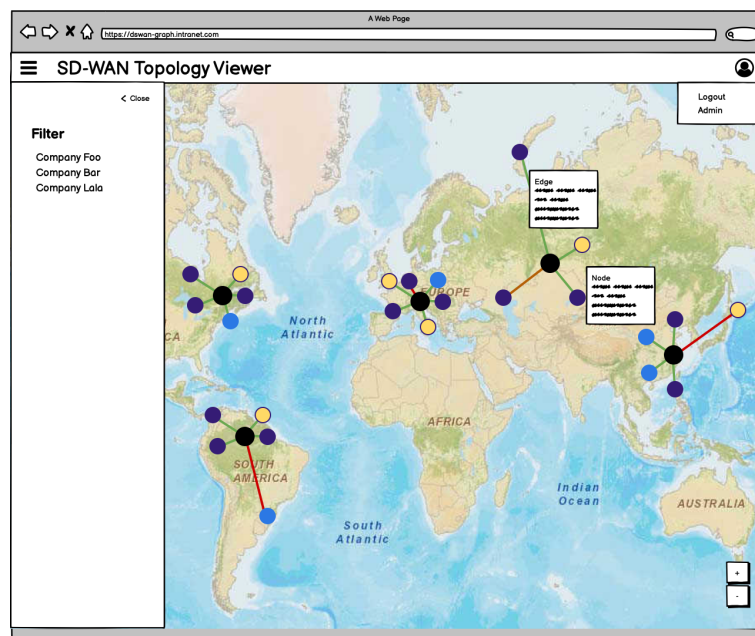 A Web Page
https://dswan-graph.intranet.com
SD-WAN Topology Viewer
Close
Logout
Admin
Filter
Company Foo
Company Bar
Company Lala
Edge
Node
EUROPE
North
Atlantic
CA
AFRICA
SOUTH
AMERICA
Indian
Ocean
AUSTRALIA
South
Atlantic
+
-